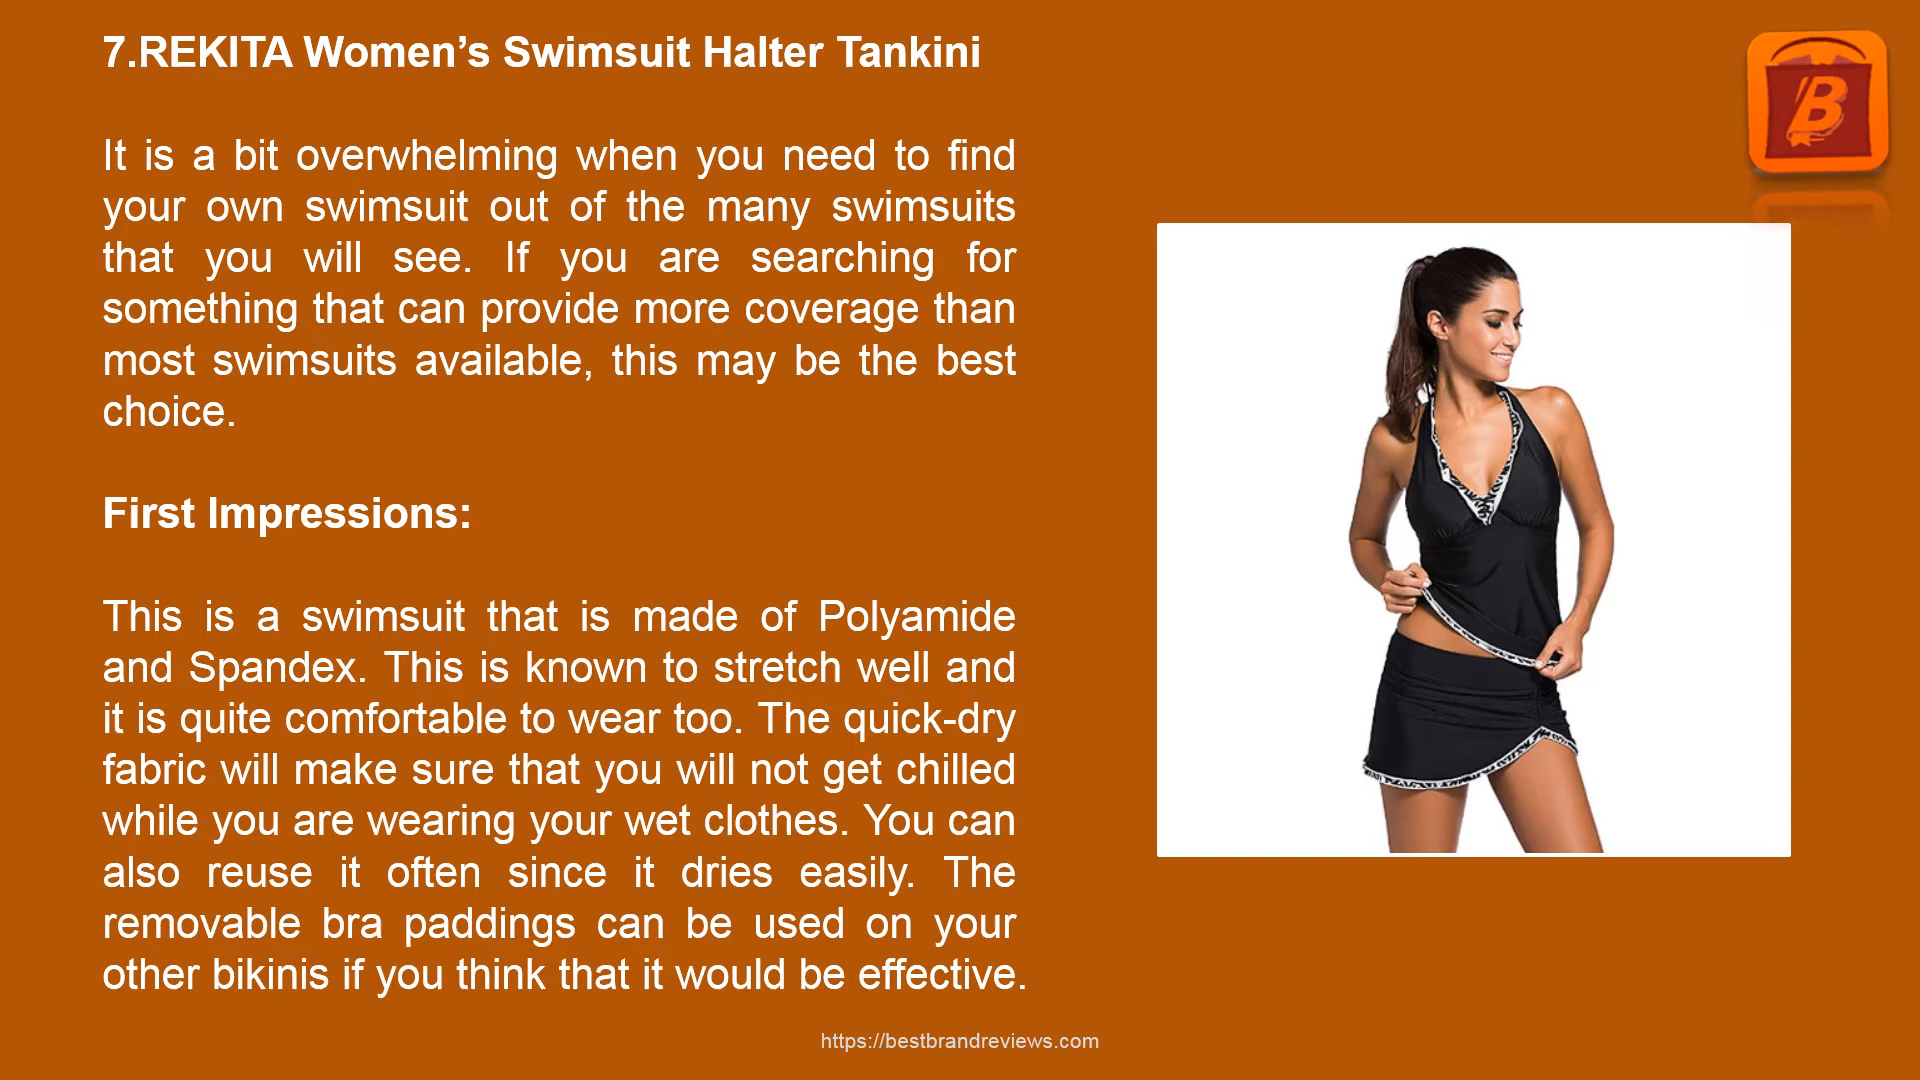 7.REKITA Women’s Swimsuit Halter Tankini
It is a bit overwhelming when you need to find
your own swimsuit out of the many swimsuits
that you will see. If you are searching for
something that can provide more coverage than
most swimsuits available, this may be the best
choice.
First Impressions:
This is a swimsuit that is made of Polyamide
and Spandex. This is known to stretch well and
it is quite comfortable to wear too. The quick-dry
fabric will make sure that you will not get chilled
while you are wearing your wet clothes. You can
also reuse it often since it dries easily. The
removable bra paddings can be used on your
other bikinis if you think that it would be effective.
B
https://bestbrandreviews.com